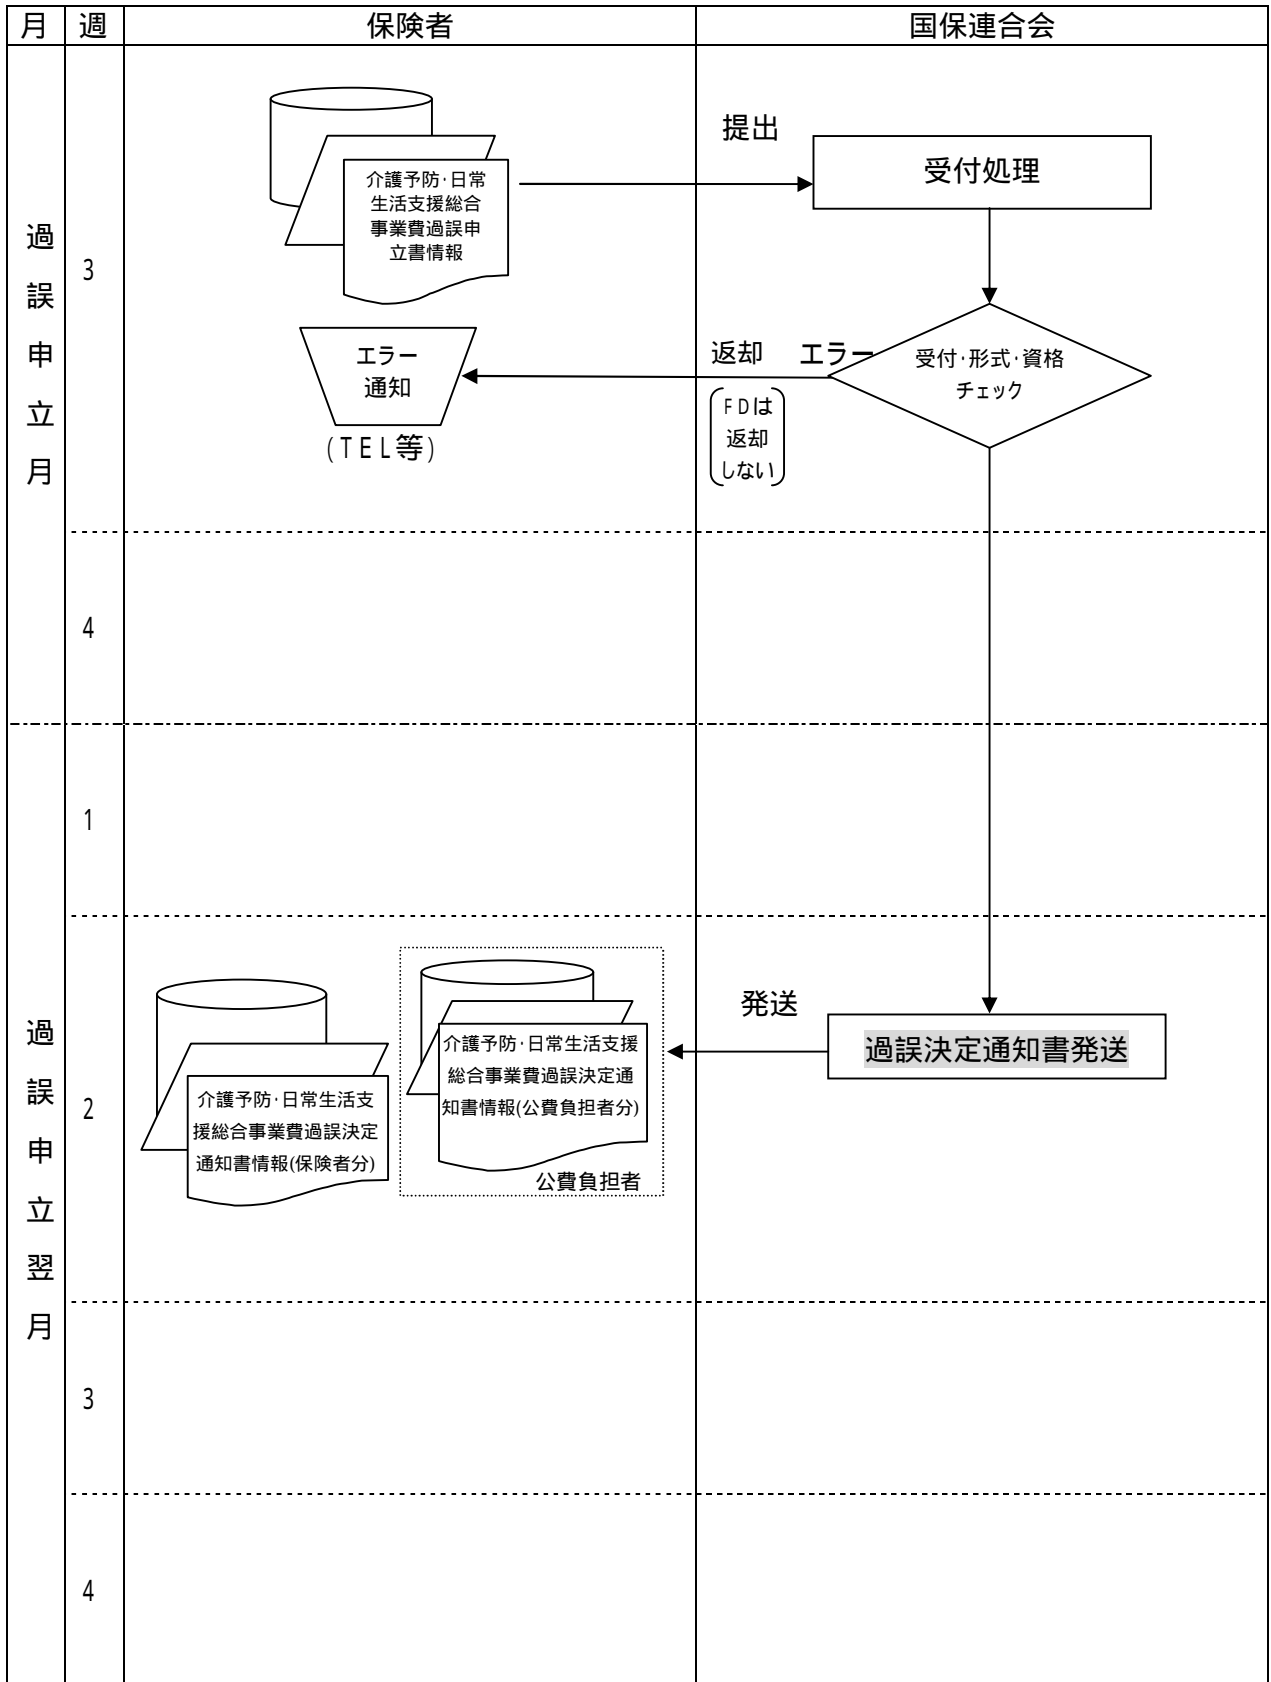 月 週 保険者 国保連合会
過誤申立月
3
介護予防・日常
生活支援総合
事業費過誤申
立書情報
提出
受付処理
受付・形式・資格
チェック
返却 エラー
FDは
返却
しない
エラー
通知
(TEL等)
4
過誤申立翌月
1
2
介護予防・日常生活支
援総合事業費過誤決定
通知書情報(保険者分)
介護予防・日常生活支援
総合事業費過誤決定通
知書情報(公費負担者分)
公費負担者
発送
過誤決定通知書発送
3
4